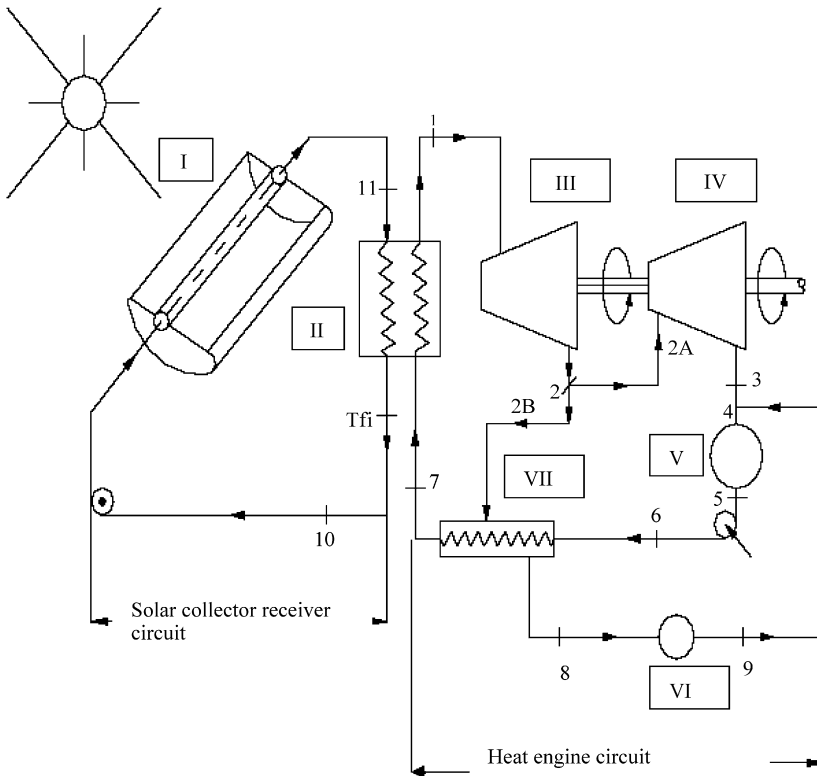 1
I
III
IV
11
II
2A
2
3
Tfi
2B
4
VII
V
7
5
6
10
Solar collector receiver
circuit
8
9
VI
Heat engine circuit